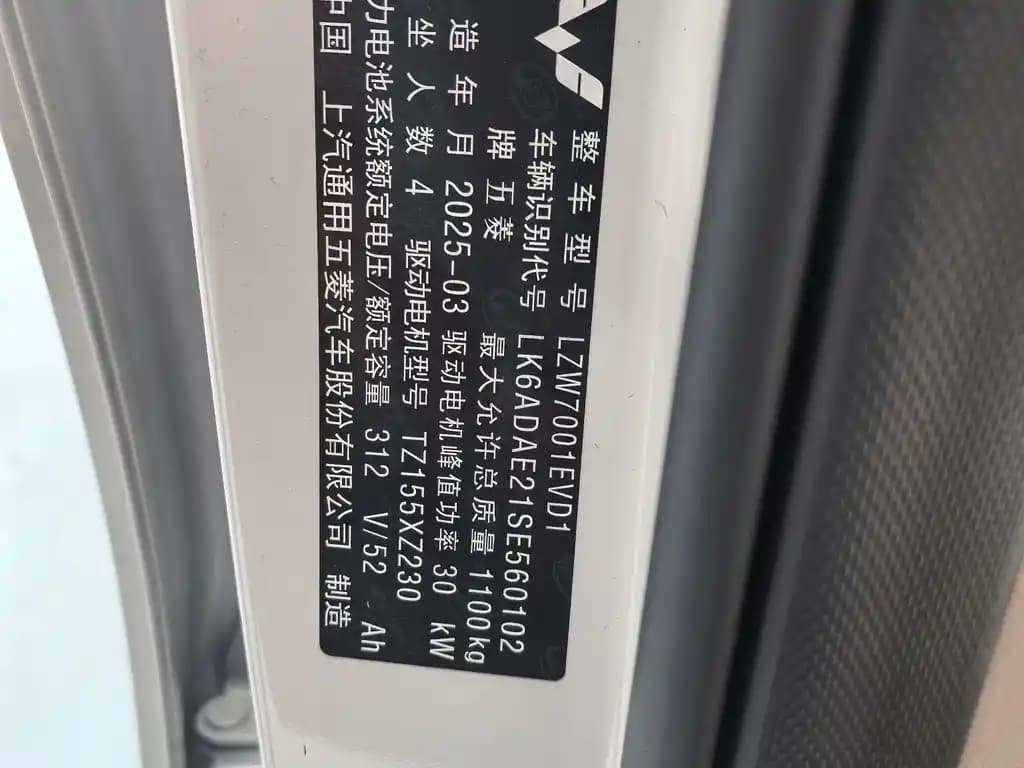 整车型号 LZW7001EVD1
车辆识别代号 LK6ADAE21SE560102
牌 五菱 最大允许总质量 1100kg
造年月 2025-03 驱动电机峰值功率 30 kW
坐人数 4 驱动电机型号 TZ155XZ230
力电池系统额定电压/额定容量 312 V/52 Ah
中国 上汽通用五菱汽车股份有限公司 制造